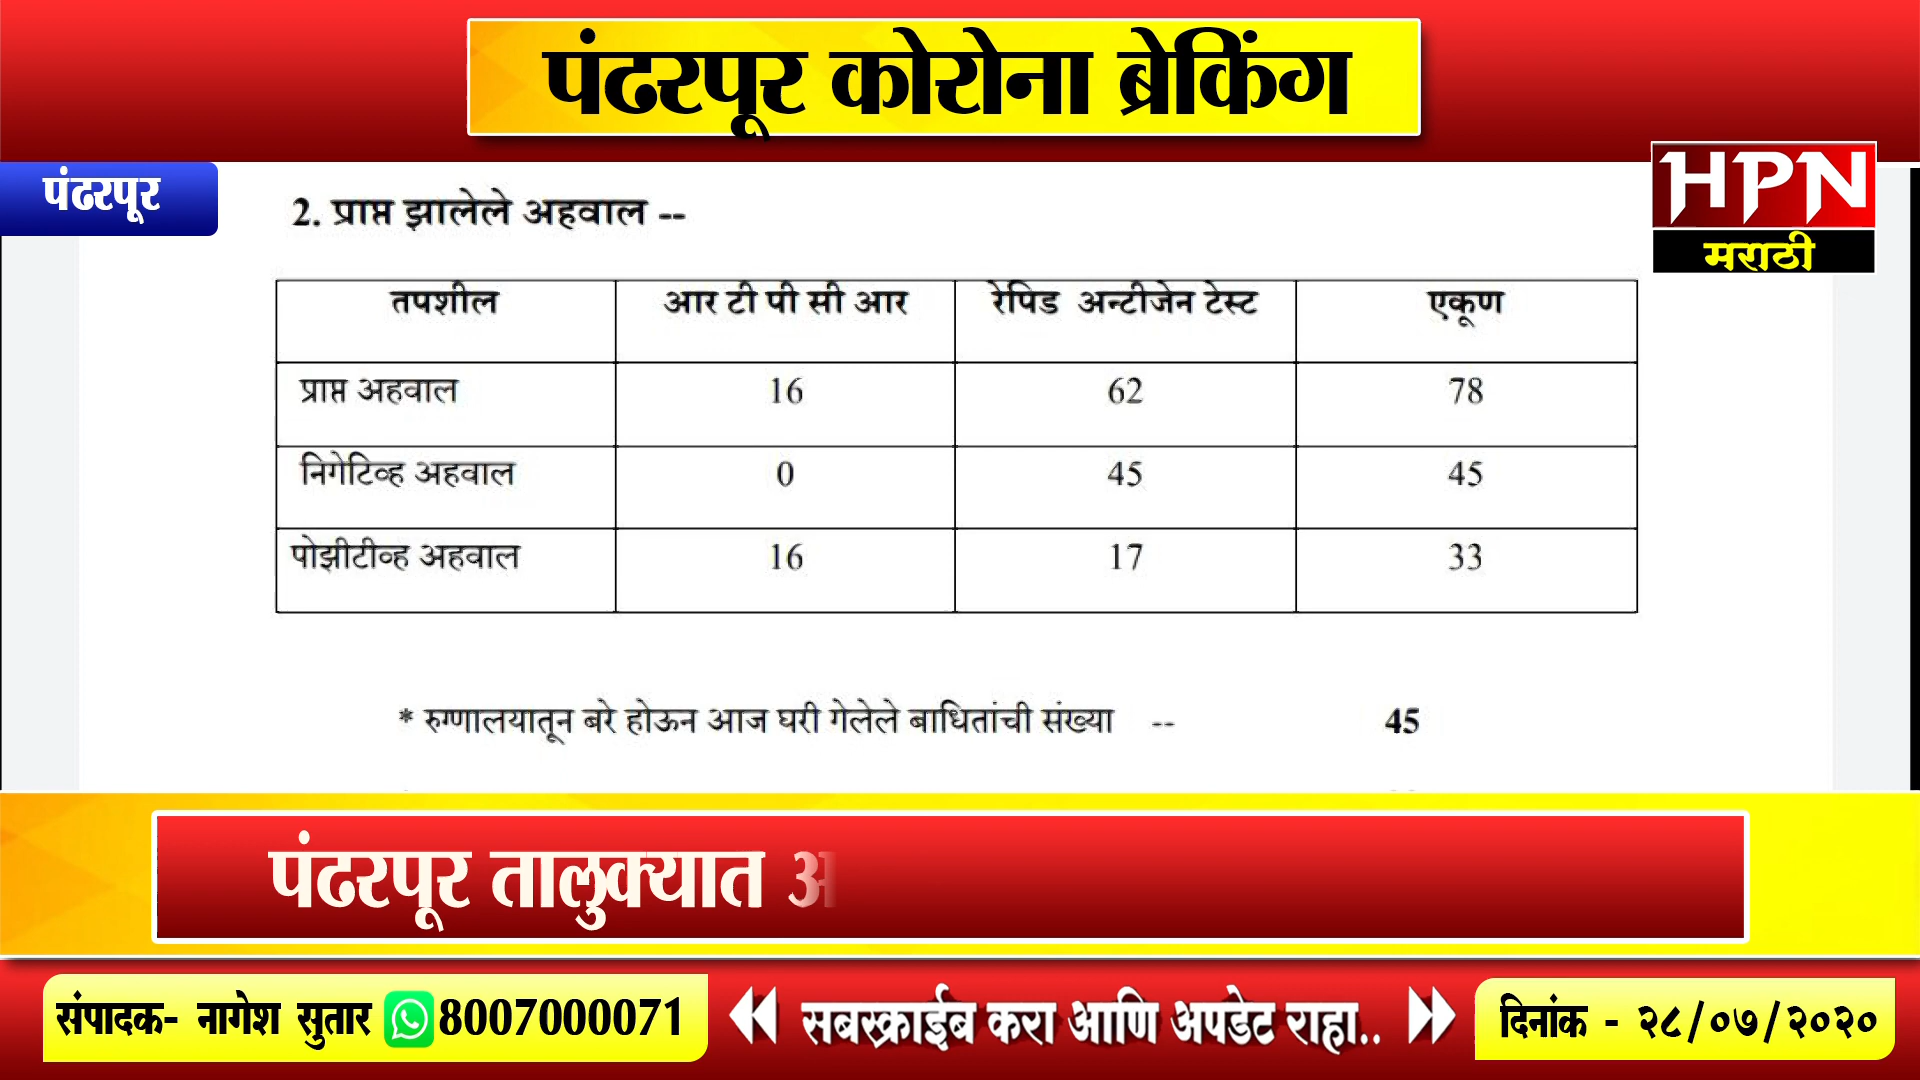 पंढरपूर कोरोना ब्रेकिंग
पंढरपूर
HPN
मराठी
2. प्राप्त झालेले अहवाल --
तपशील आर टी पी सी आर रेपिड अन्टीजेन टेस्ट एकूण
प्राप्त अहवाल 16 62 78
निगेटिव्ह अहवाल 0 45 45
पोझीटीव्ह अहवाल 16 17 33
* रुग्णालयातून बरे होऊन आज घरी गेलेले बाधितांची संख्या -- 45
पंढरपूर तालुक्यात
संपादक- नागेश सुतार 8007000071
सबस्क्राईब करा आणि अपडेट राहा..
दिनांक - २८/०७/२०२०